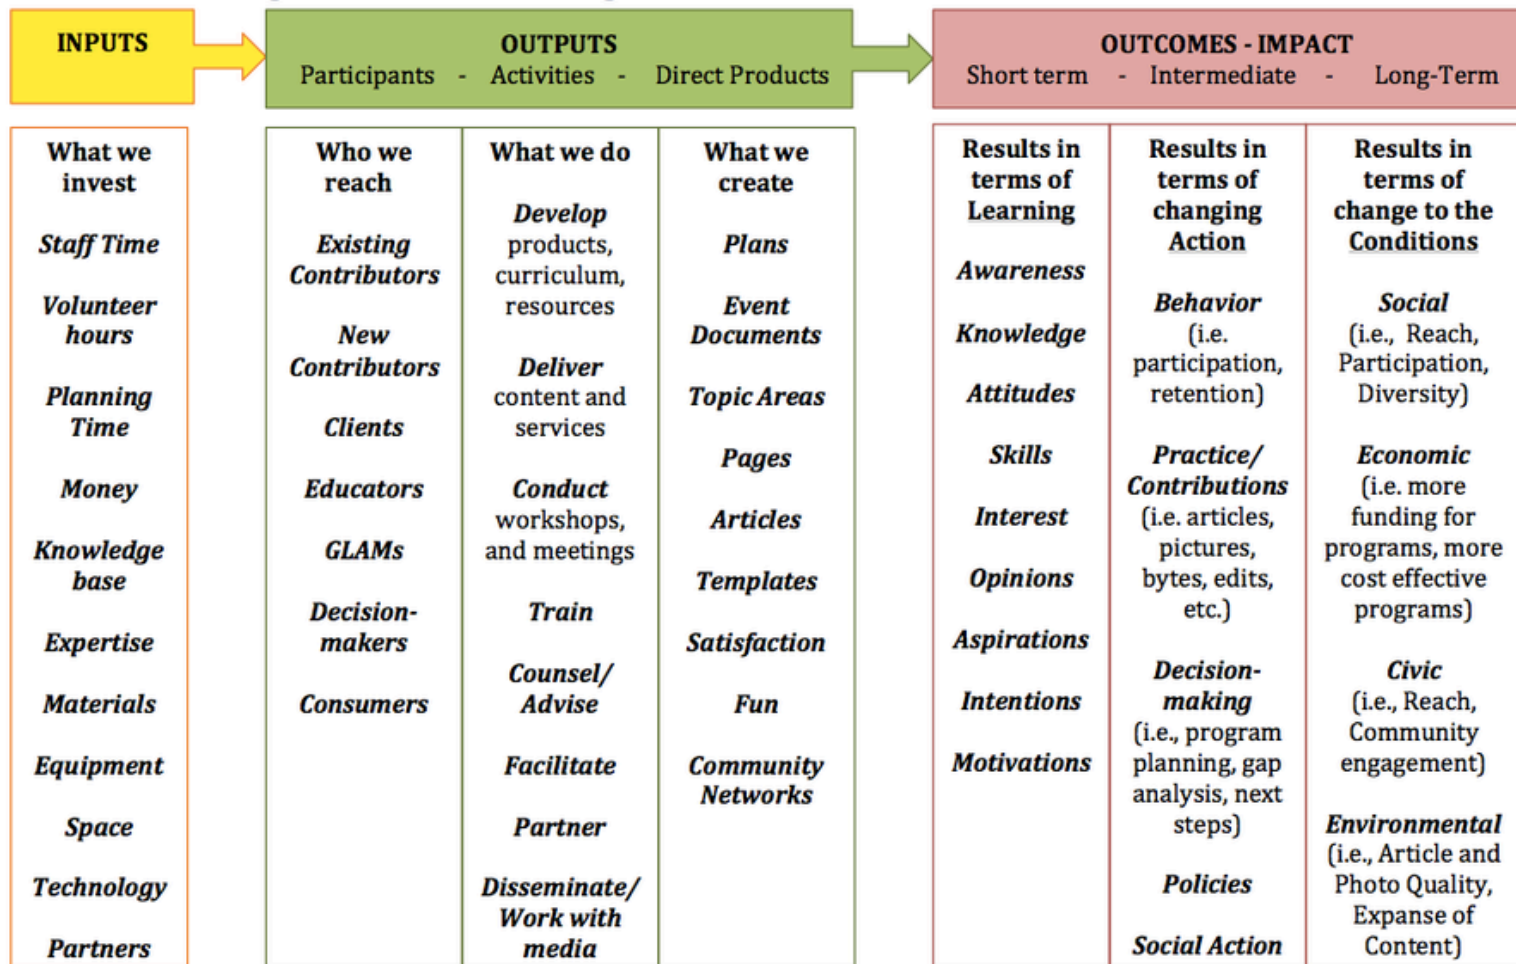 INPUTS
OUTPUTS
Participants - Activities - Direct Products
OUTCOMES - IMPACT
Short term - Intermediate - Long-Term
What we
invest
Staff Time
Volunteer
hours
Planning
Time
Money
Knowledge
base
Expertise
Materials
Equipment
Space
Technology
Partners
Who we
reach
Existing
Contributors
New
Contributors
Clients
Educators
GLAMs
Decision-
makers
Consumers
What we do
Develop
products,
curriculum,
resources
Deliver
content and
services
Conduct
workshops,
and meetings
Train
Counsel/
Advise
Facilitate
Partner
Disseminate/
Work with
media
What we
create
Plans
Event
Documents
Topic Areas
Pages
Articles
Templates
Satisfaction
Fun
Community
Networks
Results in
terms of
Learning
Awareness
Knowledge
Attitudes
Skills
Interest
Opinions
Aspirations
Intentions
Motivations
Results in
terms of
changing
Action
Behavior
(i.e.
participation,
retention)
Practice/
Contributions
(i.e. articles,
pictures,
bytes, edits,
etc.)
Decision-
making
(i.e., program
planning, gap
analysis, next
steps)
Policies
Social Action
Results in
terms of
change to the
Conditions
Social
(i.e., Reach,
Participation,
Diversity)
Economic
(i.e. more
funding for
programs, more
cost effective
programs)
Civic
(i.e., Reach,
Community
engagement)
Environmental
(i.e., Article and
Photo Quality,
Expanse of
Content)